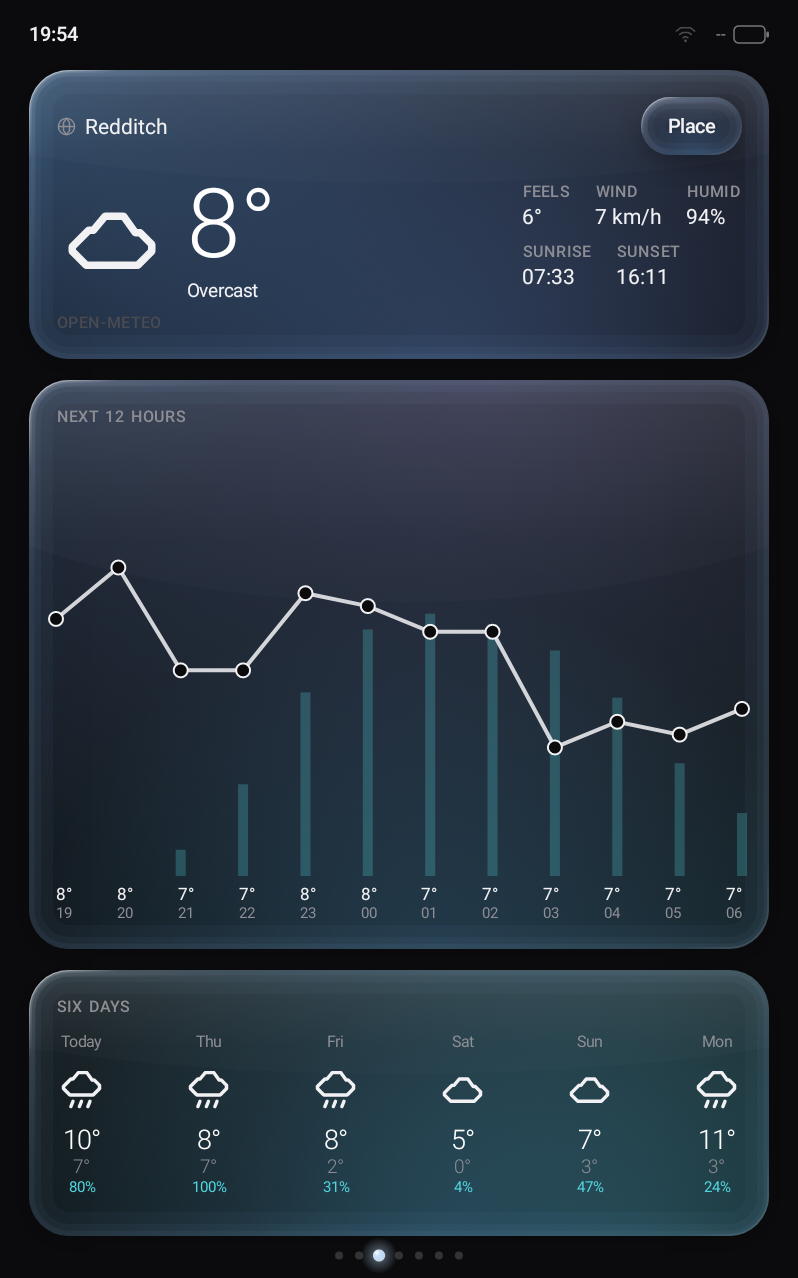 19:54 --
Redditch
Place
8°
Overcast
FEELS WIND HUMID
6° 7 km/h 94%
SUNRISE SUNSET
07:33 16:11
OPEN-METEO
NEXT 12 HOURS
8° 8° 7° 7° 8° 8° 7° 7° 7° 7° 7° 7°
19 20 21 22 23 00 01 02 03 04 05 06
SIX DAYS
Today Thu Fri Sat Sun Mon
10° 8° 8° 5° 7° 11°
7° 7° 2° 0° 3° 3°
80% 100% 31% 4% 47% 24%